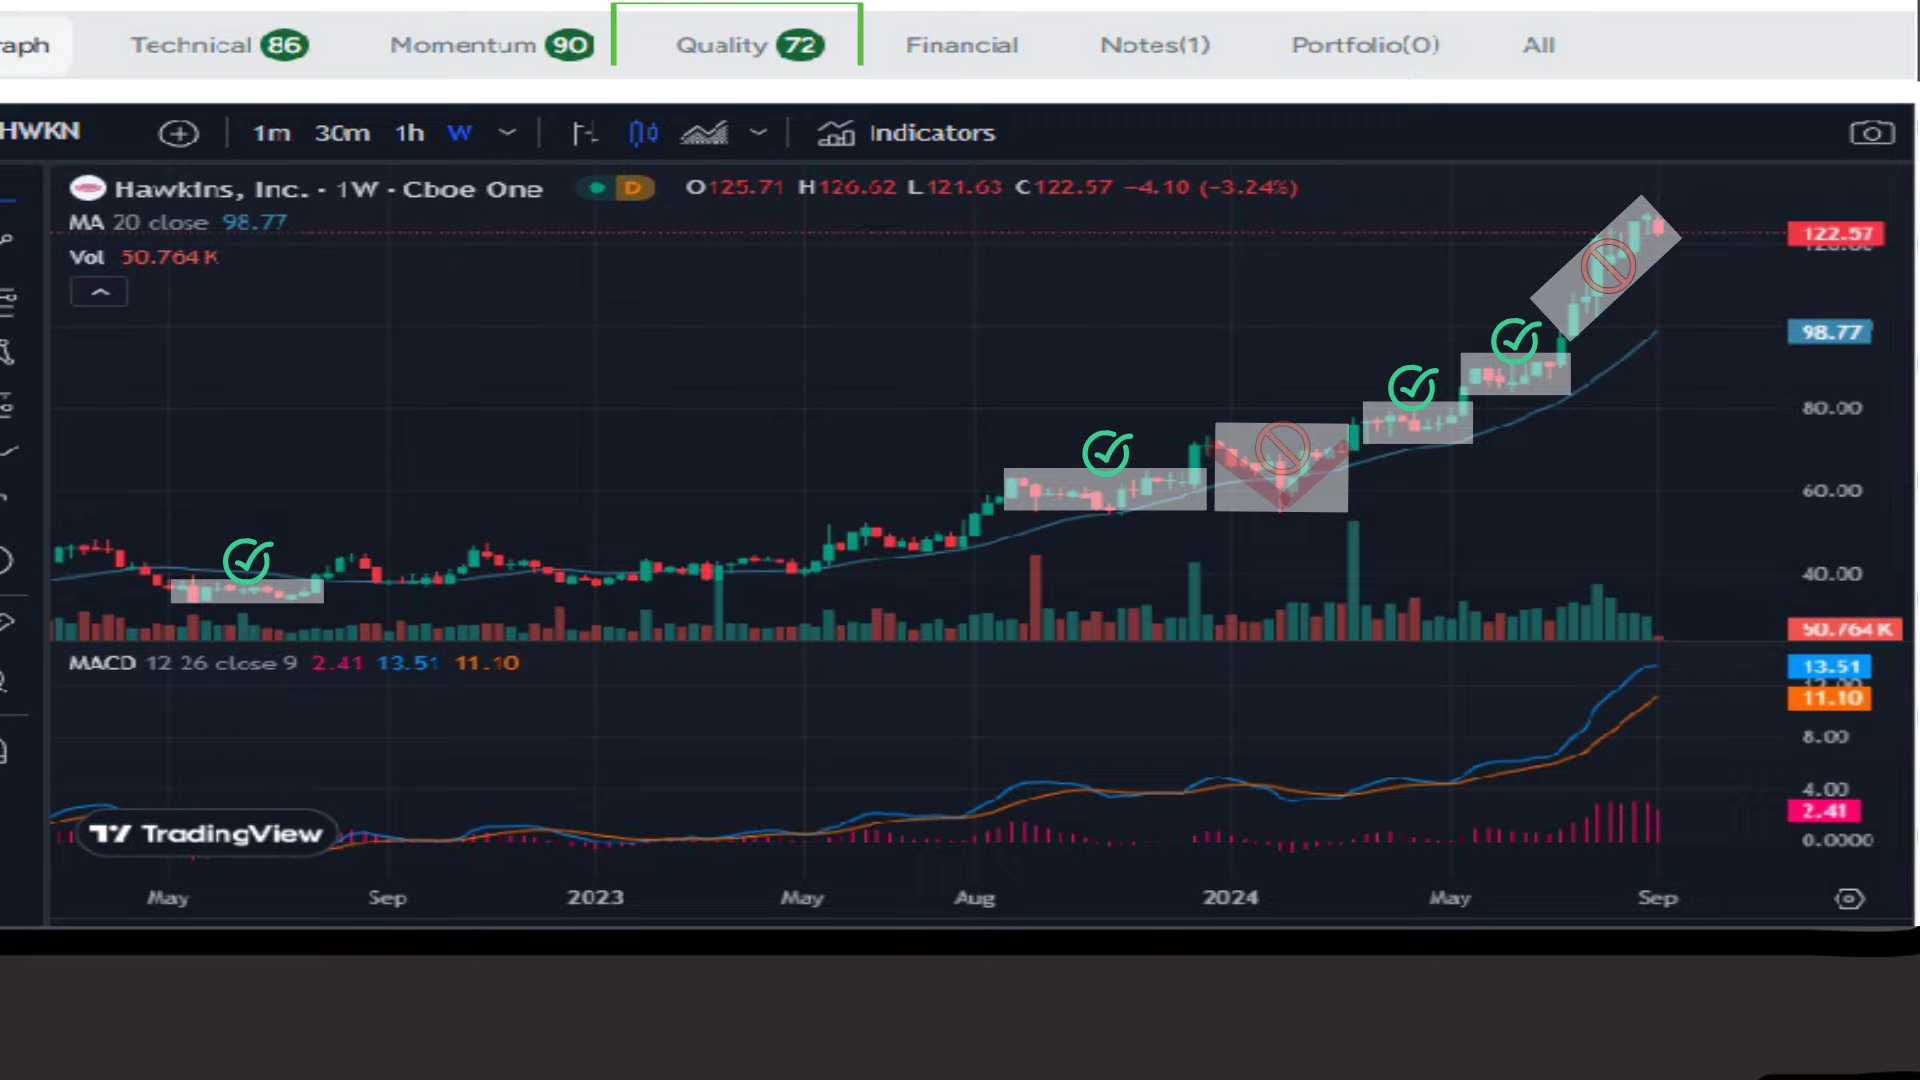 raph Technical 86 Momentum 90 Quality 72 Financial Notes(1) Portfolio(0) All
HWKN 1m 30m 1h W Indicators
Hawkins, Inc. · 1W · Cboe One D O125.71 H126.62 L121.63 C122.57 −4.10 (−3.24%)
MA 20 close 98.77
Vol 50.764K
122.57
98.77
80.00
60.00
40.00
50.764K
MACD 12 26 close 9 2.41 13.51 11.10
13.51
11.10
8.00
4.00
2.41
0.0000
TradingView
May Sep 2023 May Aug 2024 May Sep